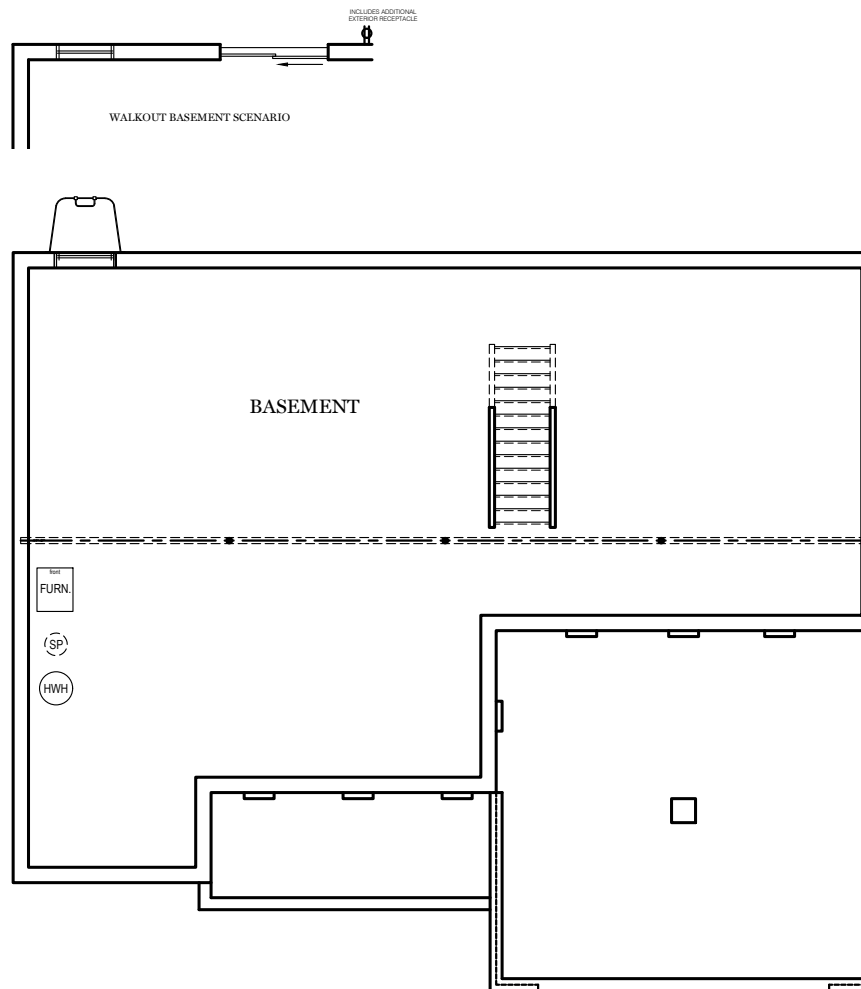 INCLUDES ADDITIONAL
EXTERIOR RECEPTACLE
WALKOUT BASEMENT SCENARIO
BASEMENT
front
FURN.
SP
HWH